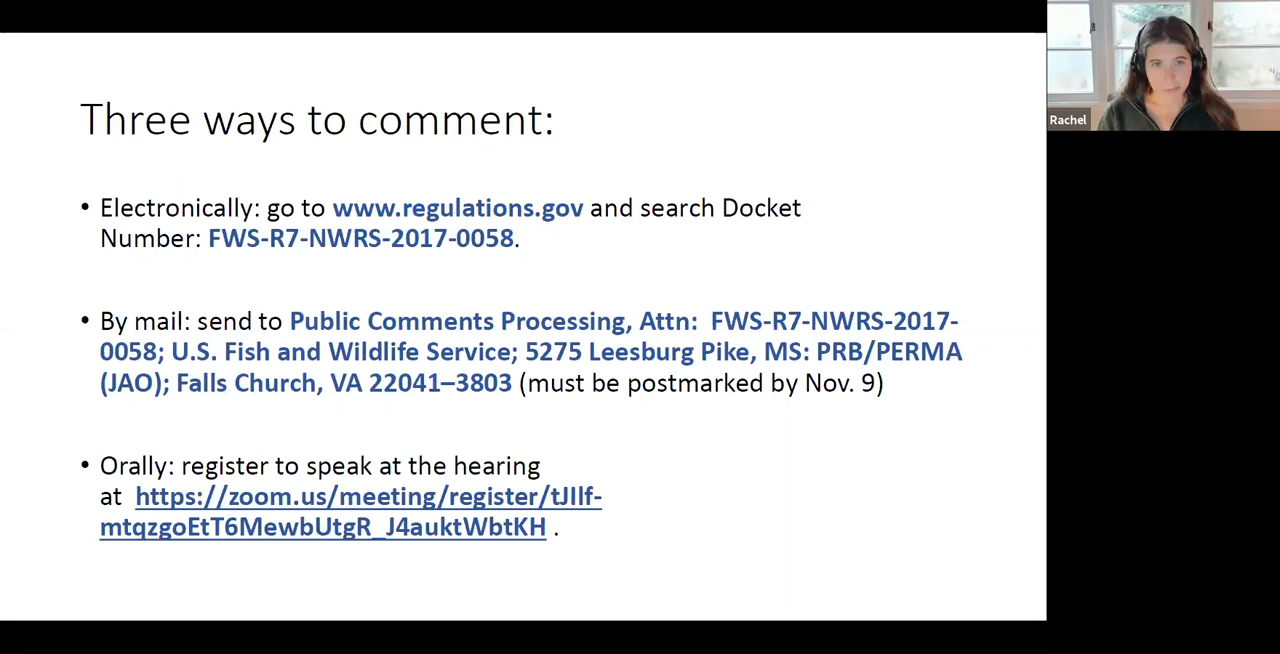 Three ways to comment:
• Electronically: go to www.regulations.gov and search Docket
Number: FWS-R7-NWRS-2017-0058.
• By mail: send to Public Comments Processing, Attn:  FWS-R7-NWRS-2017-
0058; U.S. Fish and Wildlife Service; 5275 Leesburg Pike, MS: PRB/PERMA
(JAO); Falls Church, VA 22041–3803 (must be postmarked by Nov. 9)
• Orally: register to speak at the hearing
at  https://zoom.us/meeting/register/tJIlf-
mtqzgoEtT6MewbUtgR_J4auktWbtKH .
Rachel